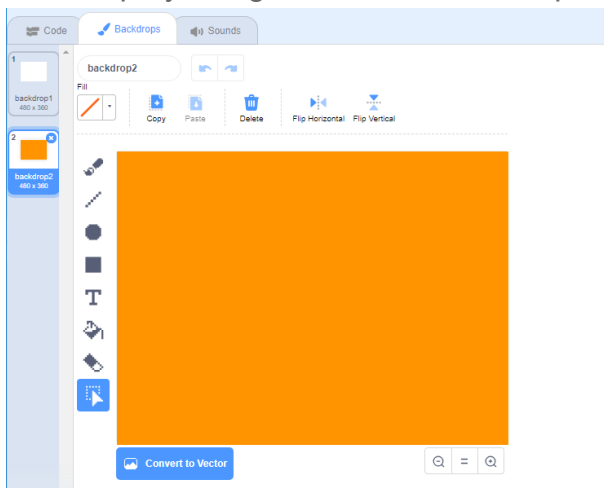 Code
Backdrops
Sounds
1
backdrop1
480 x 360
2
backdrop2
480 x 360
backdrop2
Fill
Copy
Paste
Delete
Flip Horizontal
Flip Vertical
T
Convert to Vector